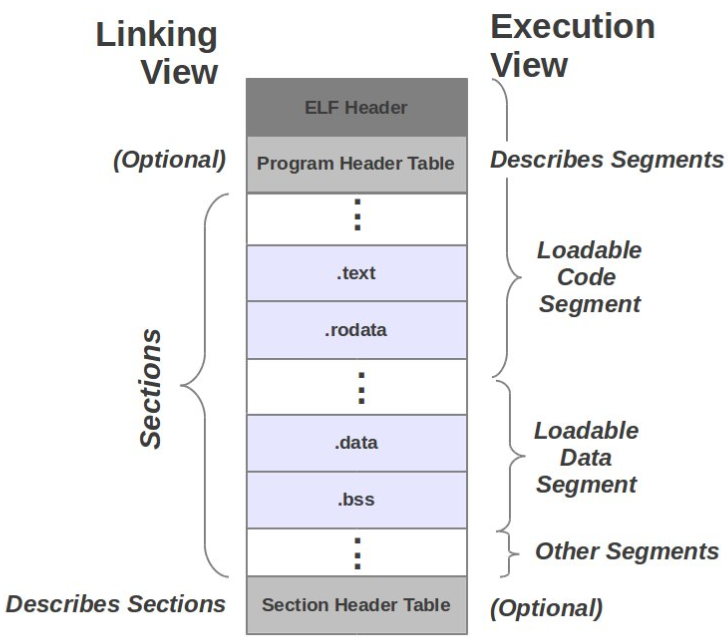 Linking
View
Execution
View
ELF Header
(Optional)
Program Header Table
Describes Segments
.text
Loadable
Code
Segment
.rodata
Sections
.data
Loadable
Data
Segment
.bss
Other Segments
Describes Sections
Section Header Table
(Optional)